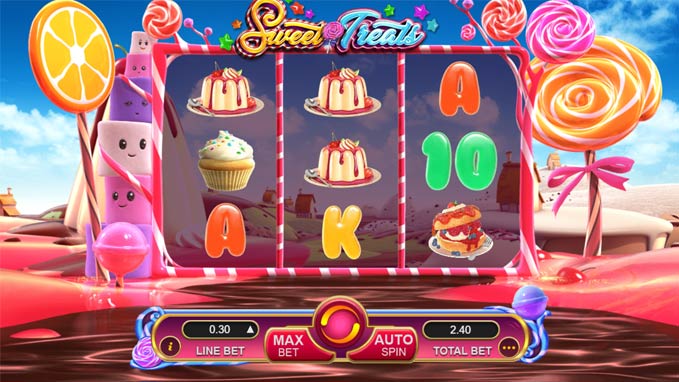 Sweet Treats
A
10
A K
0.30 2.40
MAX AUTO
LINE BET BET SPIN TOTAL BET
i